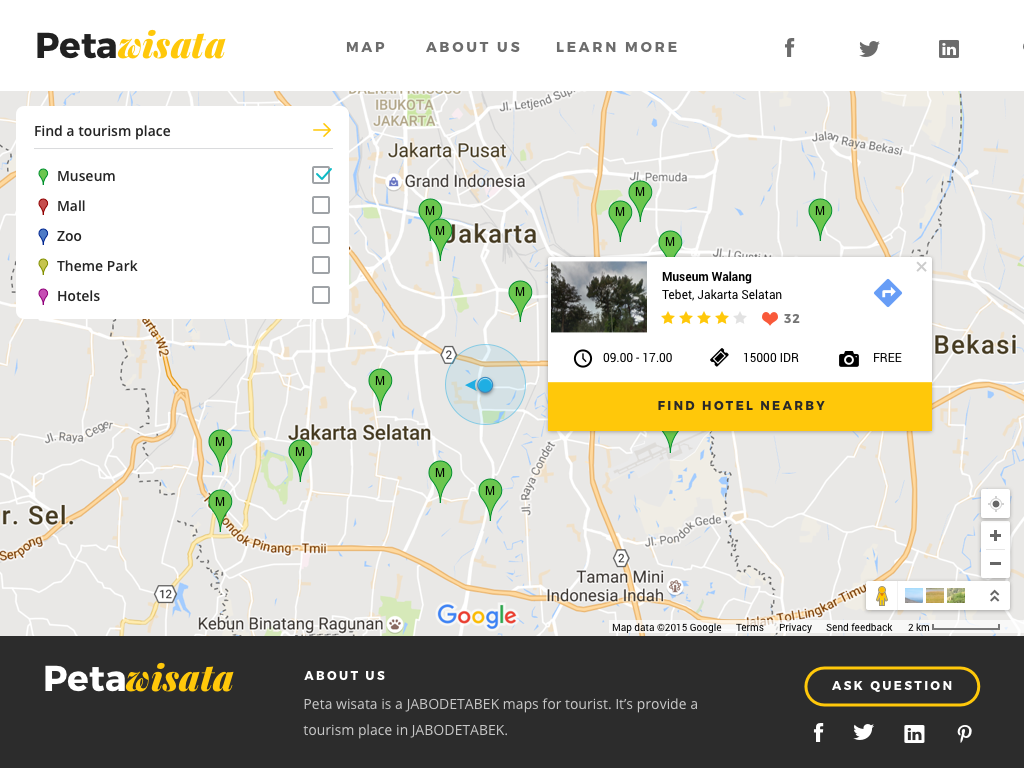 Petawisata
MAP
ABOUT US
LEARN MORE
Find a tourism place
Museum
Mall
Zoo
Theme Park
Hotels
IBUKOTA
JAKARTA
Jl. Letjend Sup
Jakarta Pusat
Jalan Raya Bekasi
Grand Indonesia
JL. Pemuda
M
M
M
M
M
Jakarta
M
M
M
Museum Walang
Tebet, Jakarta Selatan
32
09.00 - 17.00
15000 IDR
FREE
FIND HOTEL NEARBY
Bekasi
2
M
Jl. Raya Ceger
Jakarta Selatan
M
M
M
M
M
Jl. Raya Condet
r. Sel.
Serpong
Pondok Pinang - Tmii
Jl. Pondok Gede
2
12
Taman Mini
Indonesia Indah
Jalan Tol Lingkar Timu
Kebun Binatang Ragunan
Google
Map data ©2015 Google
Terms
Privacy
Send feedback
2 km
Petawisata
ABOUT US
Peta wisata is a JABODETABEK maps for tourist. It's provide a
tourism place in JABODETABEK.
ASK QUESTION